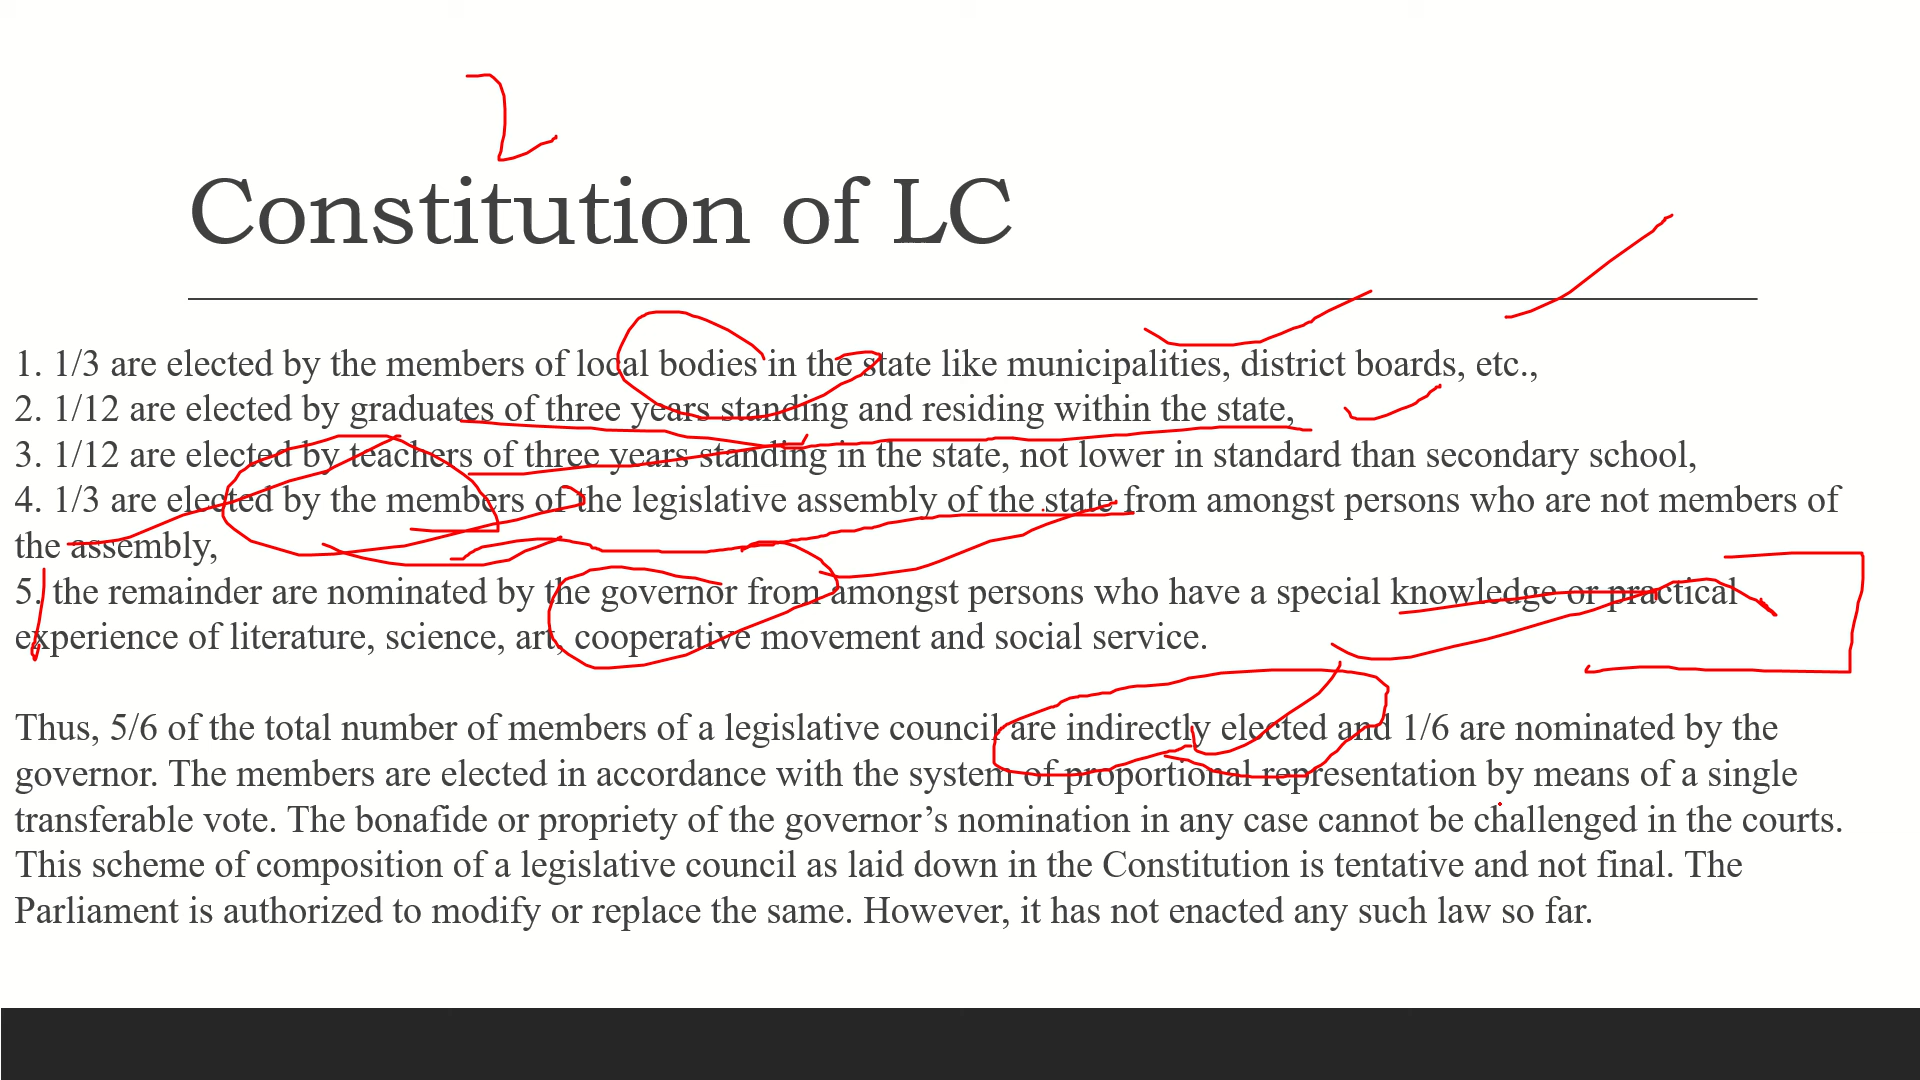 Constitution of LC
1. 1/3 are elected by the members of local bodies in the state like municipalities, district boards, etc.,
2. 1/12 are elected by graduates of three years standing and residing within the state,
3. 1/12 are elected by teachers of three years standing in the state, not lower in standard than secondary school,
4. 1/3 are elected by the members of the legislative assembly of the state from amongst persons who are not members of
the assembly,
5. the remainder are nominated by the governor from amongst persons who have a special knowledge or practical
experience of literature, science, art, cooperative movement and social service.
Thus, 5/6 of the total number of members of a legislative council are indirectly elected and 1/6 are nominated by the
governor. The members are elected in accordance with the system of proportional representation by means of a single
transferable vote. The bonafide or propriety of the governor’s nomination in any case cannot be challenged in the courts.
This scheme of composition of a legislative council as laid down in the Constitution is tentative and not final. The
Parliament is authorized to modify or replace the same. However, it has not enacted any such law so far.